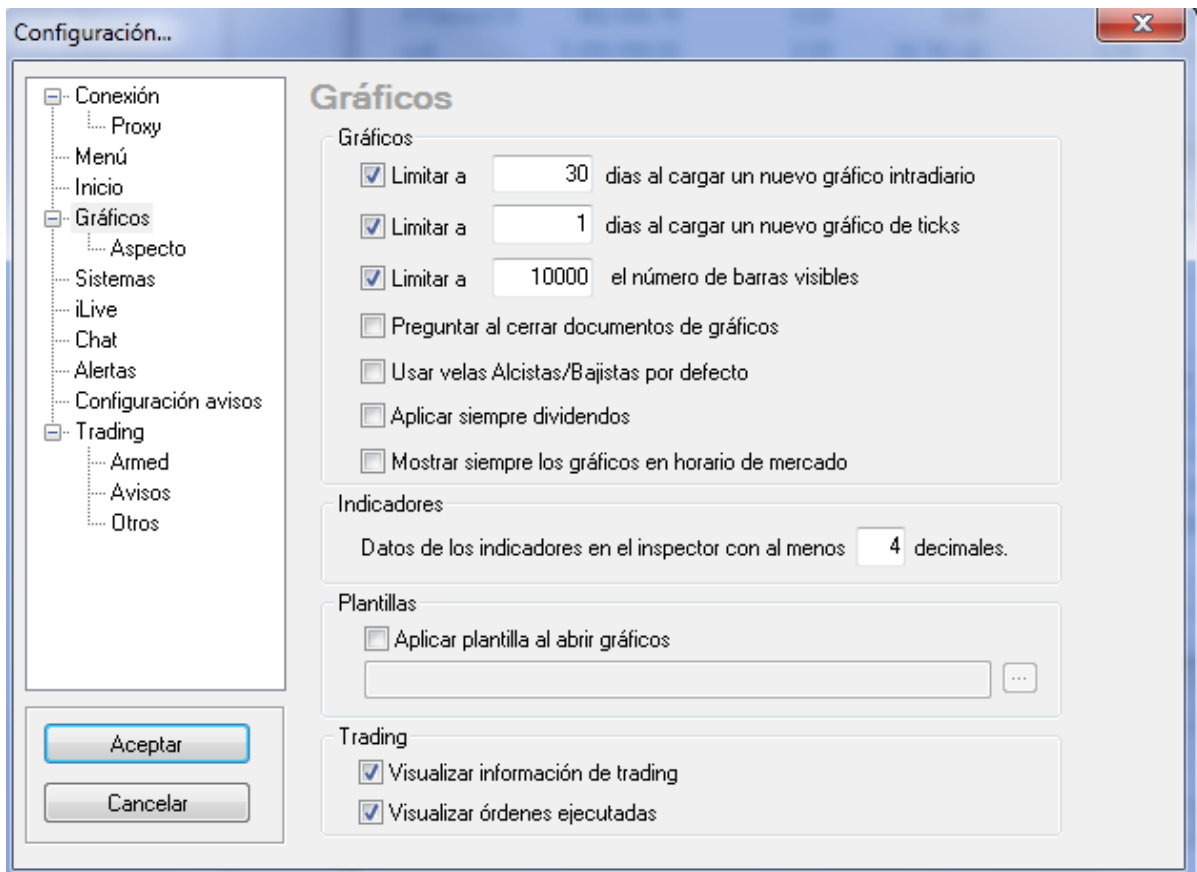 Configuración...
Conexión
Proxy
Menú
Inicio
Gráficos
Aspecto
Sistemas
iLive
Chat
Alertas
Configuración avisos
Trading
Armed
Avisos
Otros
Aceptar
Cancelar
Gráficos
Gráficos
Limitar a 30 dias al cargar un nuevo gráfico intradiario
Limitar a 1 dias al cargar un nuevo gráfico de ticks
Limitar a 10000 el número de barras visibles
Preguntar al cerrar documentos de gráficos
Usar velas Alcistas/Bajistas por defecto
Aplicar siempre dividendos
Mostrar siempre los gráficos en horario de mercado
Indicadores
Datos de los indicadores en el inspector con al menos 4 decimales.
Plantillas
Aplicar plantilla al abrir gráficos
...
Trading
Visualizar información de trading
Visualizar órdenes ejecutadas